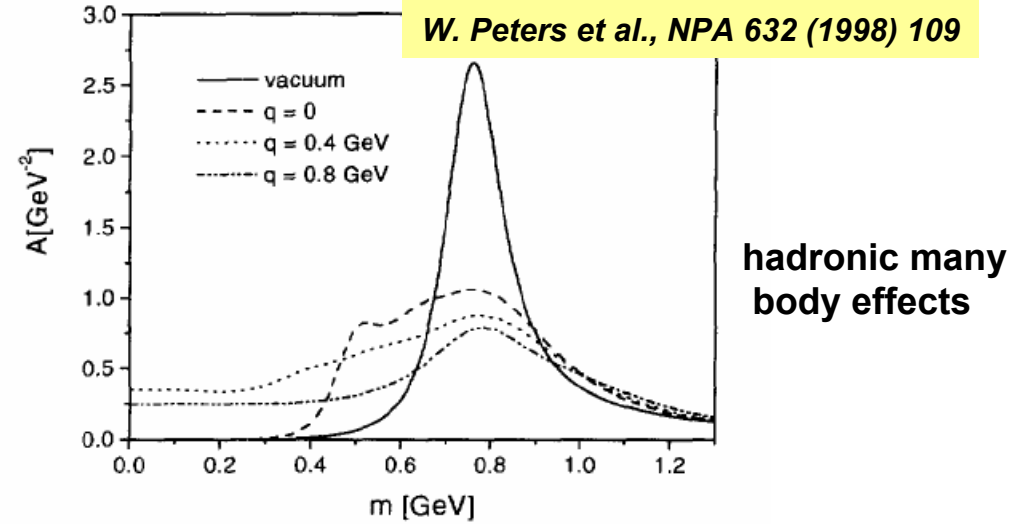 W. Peters et al., NPA 632 (1998) 109
3.0
2.5
2.0
1.5
1.0
0.5
0.0
A[GeV⁻²]
vacuum
q = 0
q = 0.4 GeV
q = 0.8 GeV
hadronic many
body effects
0.0 0.2 0.4 0.6 0.8 1.0 1.2
m [GeV]